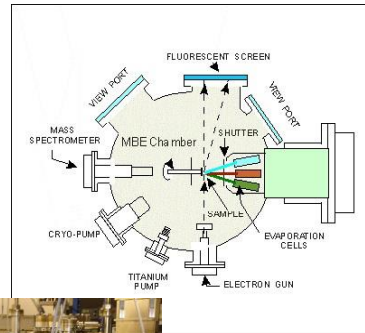 FLUORESCENT SCREEN
VIEW PORT
VIEW PORT
MASS
SPECTROMETER
MBE Chamber
SHUTTER
SAMPLE
CRYO-PUMP
EVAPORATION
CELLS
TITANIUM
PUMP
ELECTRON GUN